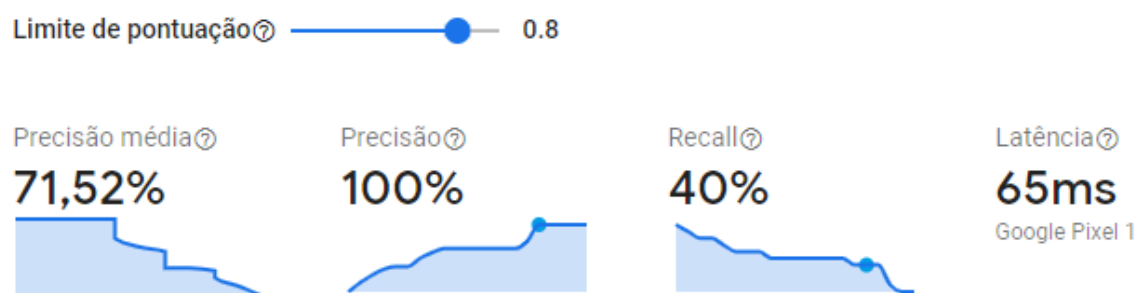 Limite de pontuação 0.8
Precisão média Precisão Recall Latência
71,52% 100% 40% 65ms
Google Pixel 1